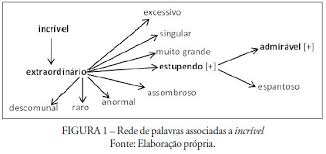 excessivo
incrível
singular
muito grande
admirável [+]
extraordinário
estupendo [+]
descomunal
raro
anormal
assombroso
espantoso
FIGURA 1 – Rede de palavras associadas a incrível
Fonte: Elaboração própria.